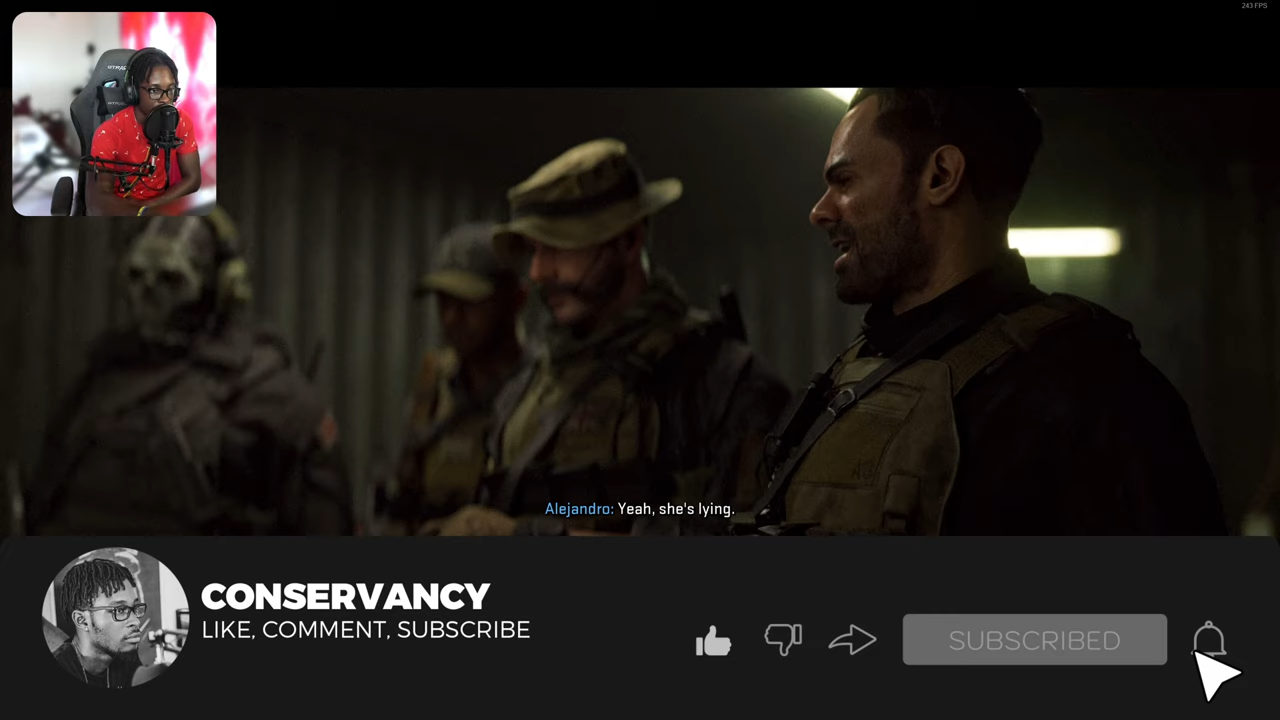 243 FPS
Alejandro: Yeah, she's lying.
CONSERVANCY
LIKE, COMMENT, SUBSCRIBE
SUBSCRIBED